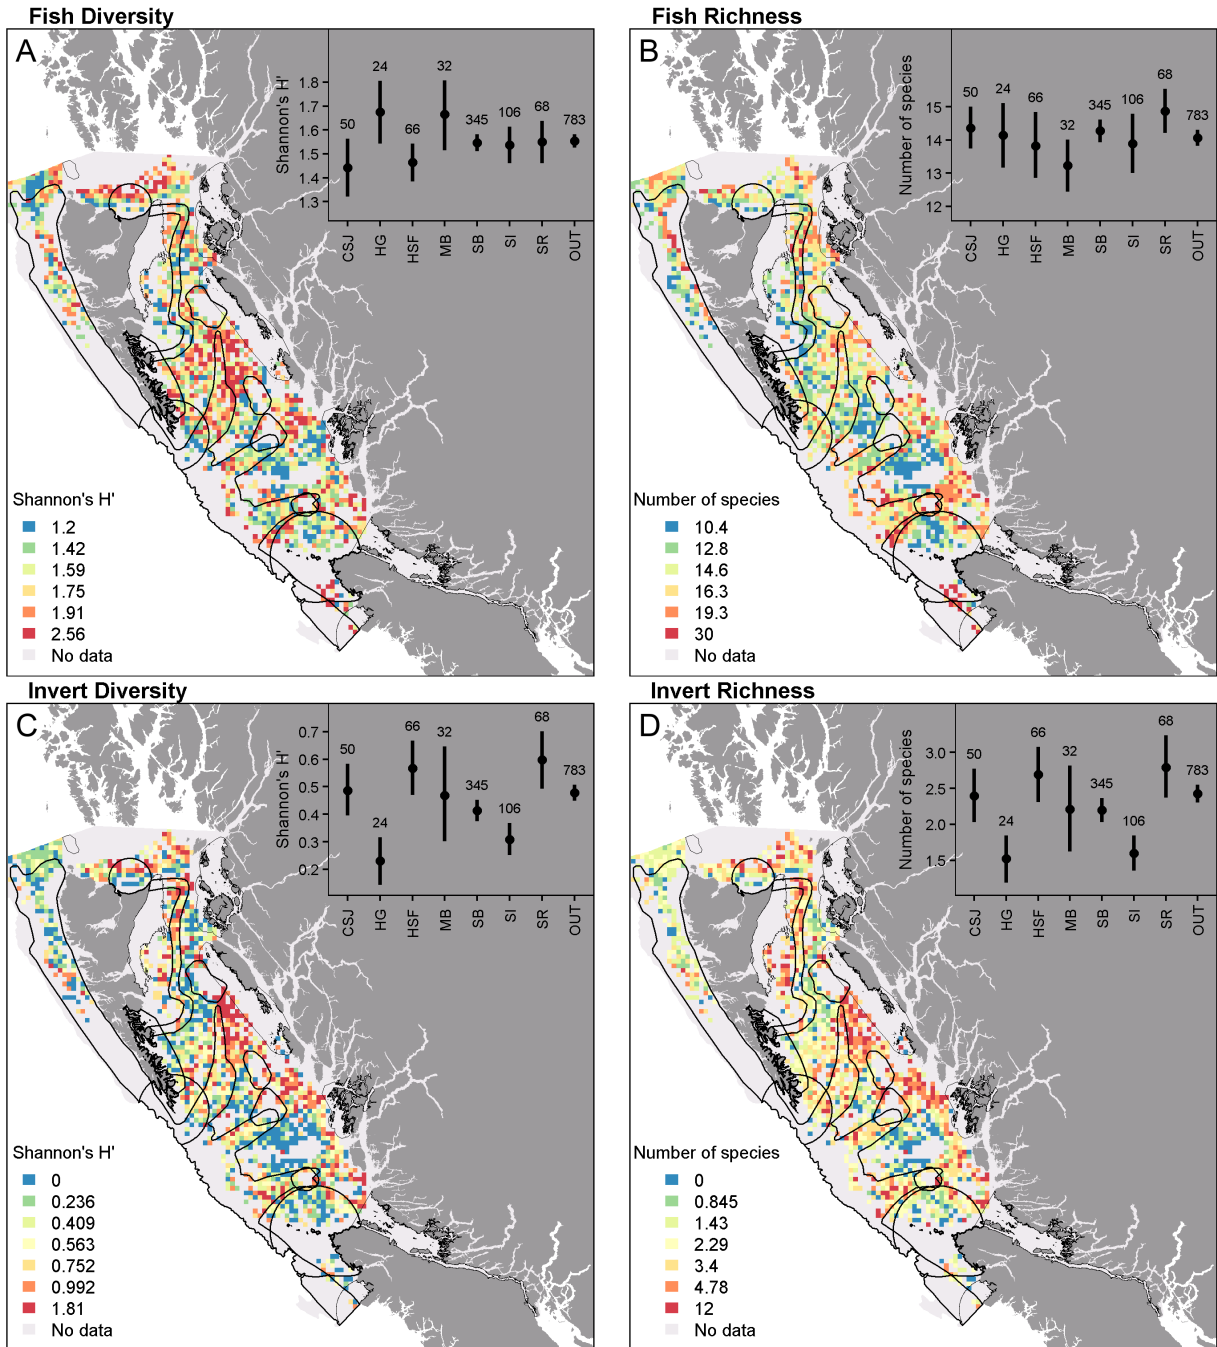 Fish Diversity
A
Shannon's H'
1.8
1.7
1.6
1.5
1.4
1.3
50
24
66
32
345
106
68
783
CSJ
HG
HSF
MB
SB
SI
SR
OUT
Shannon's H'
1.2
1.42
1.59
1.75
1.91
2.56
No data
Fish Richness
B
Number of species
15
14
13
12
50
24
66
32
345
106
68
783
CSJ
HG
HSF
MB
SB
SI
SR
OUT
Number of species
10.4
12.8
14.6
16.3
19.3
30
No data
Invert Diversity
C
Shannon's H'
0.7
0.6
0.5
0.4
0.3
0.2
50
24
66
32
345
106
68
783
CSJ
HG
HSF
MB
SB
SI
SR
OUT
Shannon's H'
0
0.236
0.409
0.563
0.752
0.992
1.81
No data
Invert Richness
D
Number of species
3.0
2.5
2.0
1.5
50
24
66
32
345
106
68
783
CSJ
HG
HSF
MB
SB
SI
SR
OUT
Number of species
0
0.845
1.43
2.29
3.4
4.78
12
No data